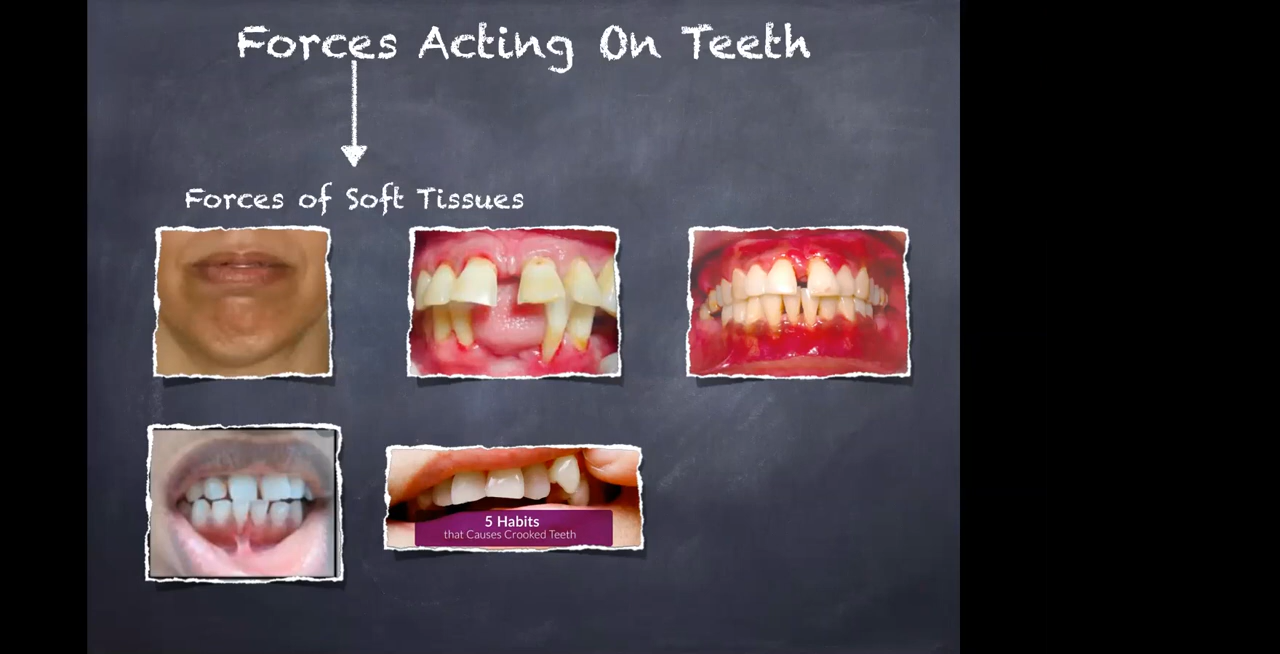 Forces Acting On Teeth
Forces of Soft Tissues
5 Habits
that Causes Crooked Teeth